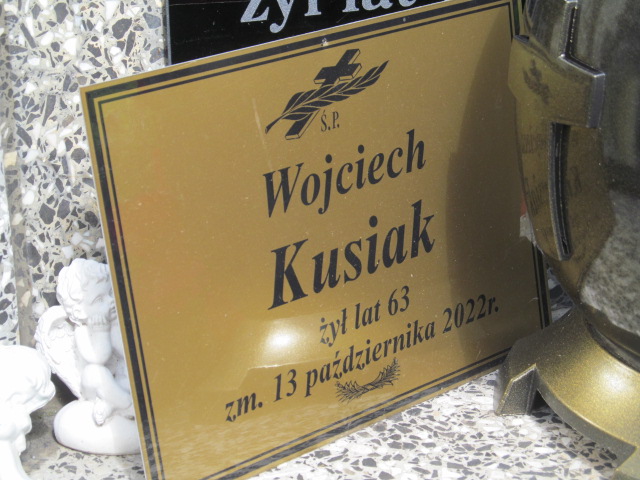 żył lat
Ś.P.
Wojciech
Kusiak
żył lat 63
zm. 13 października 2022r.